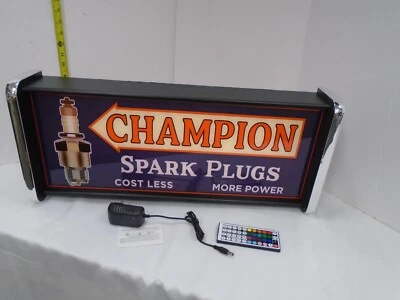 CHAMPION
SPARK PLUGS
COST LESS MORE POWER